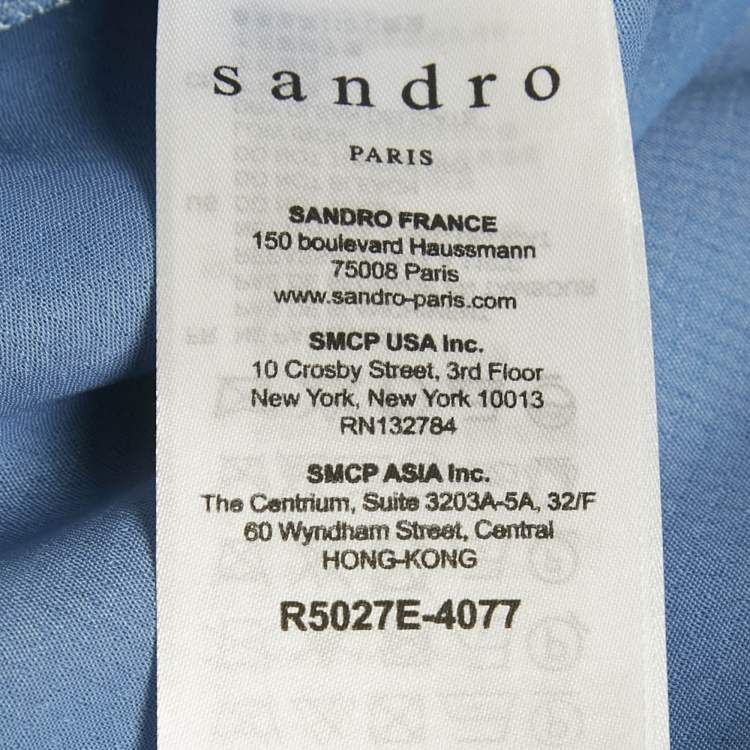 sandro
PARIS
SANDRO FRANCE
150 boulevard Haussmann
75008 Paris
www.sandro-paris.com
SMCP USA Inc.
10 Crosby Street, 3rd Floor
New York, New York 10013
RN132784
SMCP ASIA Inc.
The Centrium, Suite 3203A-5A, 32/F
60 Wyndham Street, Central
HONG-KONG
R5027E-4077